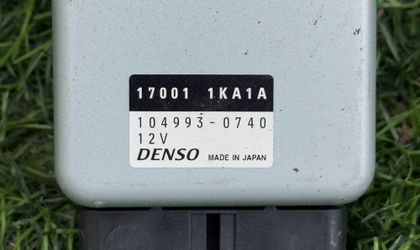 17001 1KA1A
104993-0740
12V
DENSO MADE IN JAPAN